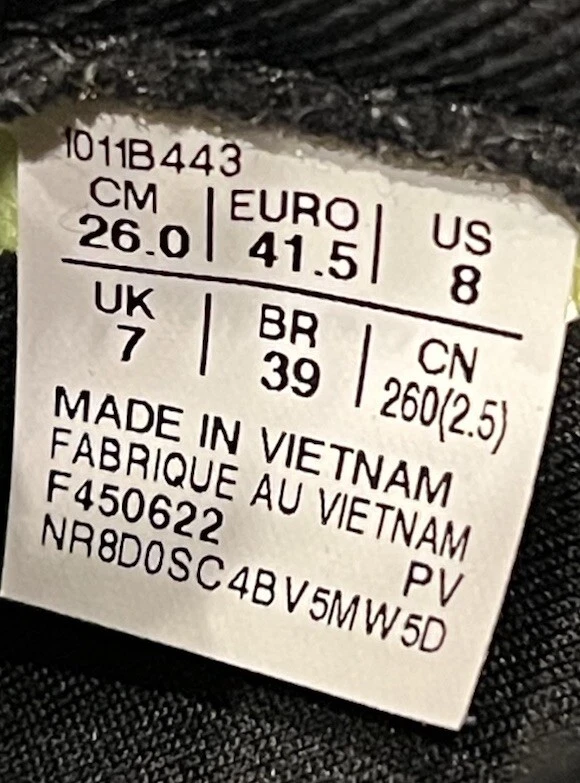 1011B443
CM | EURO | US
26.0 | 41.5 | 8
UK | BR | CN
7 | 39 | 260(2.5)
MADE IN VIETNAM
FABRIQUE AU VIETNAM
F450622 PV
NR8D0SC4BV5MW5D